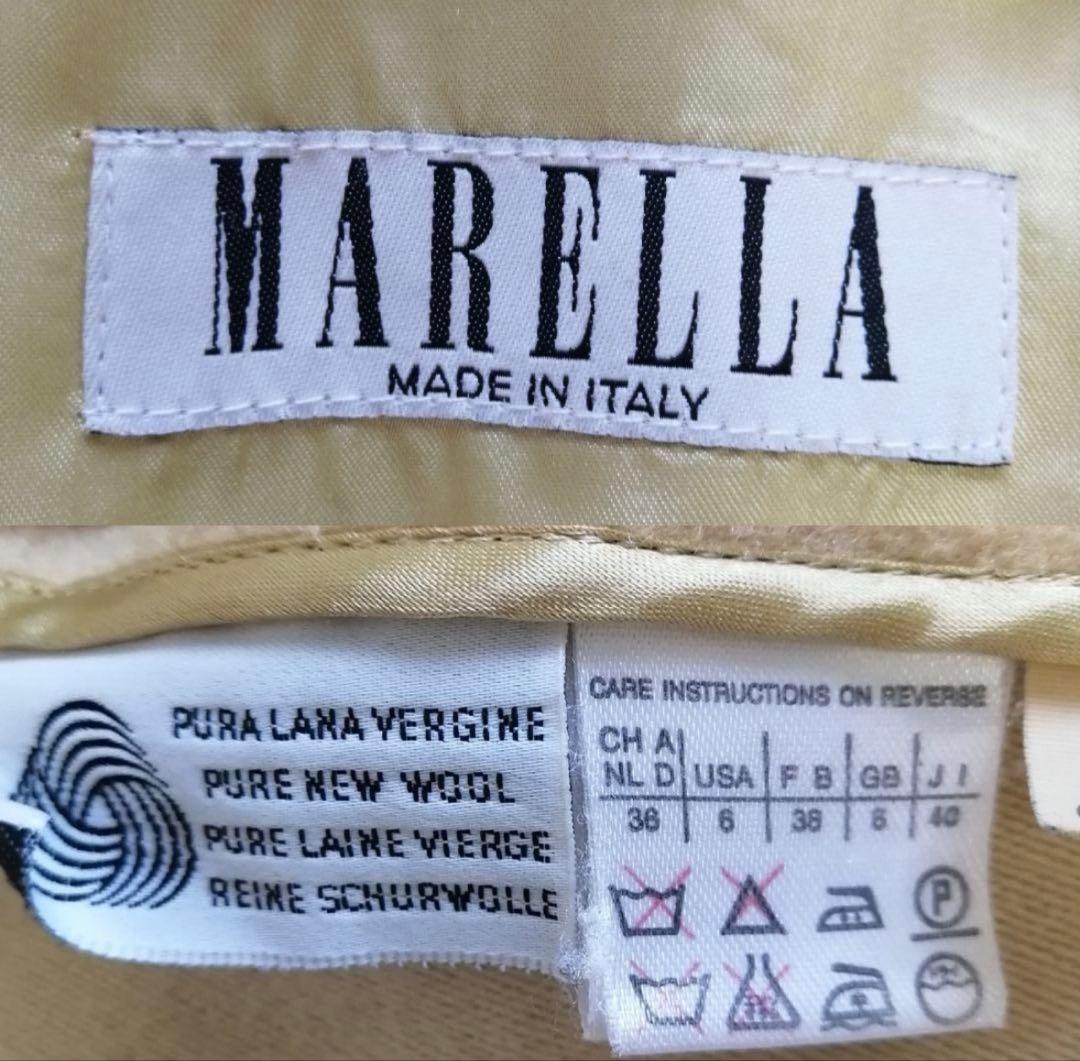 MARELLA
MADE IN ITALY
PURA LANA VERGINE
PURE NEW WOOL
PURE LAINE VIERGE
REINE SCHURWOLLE
CARE INSTRUCTIONS ON REVERSE
CH A
NL D USA F B GB J I
36 6 38 8 40
P